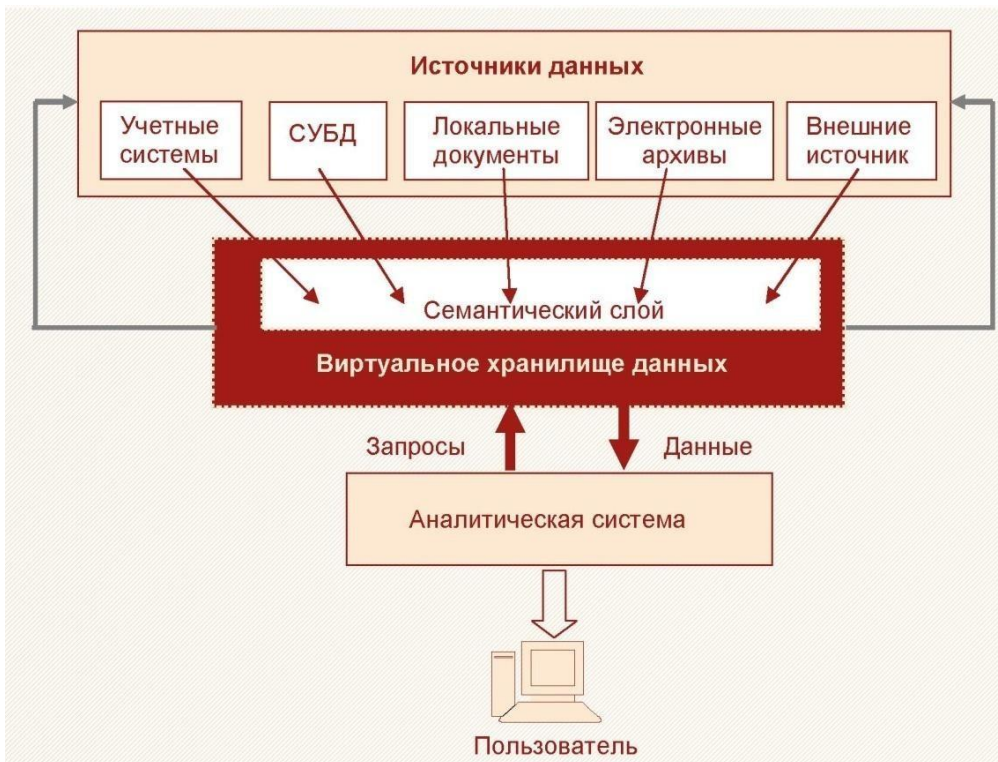 Источники данных
Учетные
системы
СУБД
Локальные
документы
Электронные
архивы
Внешние
источник
Семантический слой
Виртуальное хранилище данных
Запросы
Данные
Аналитическая система
Пользователь